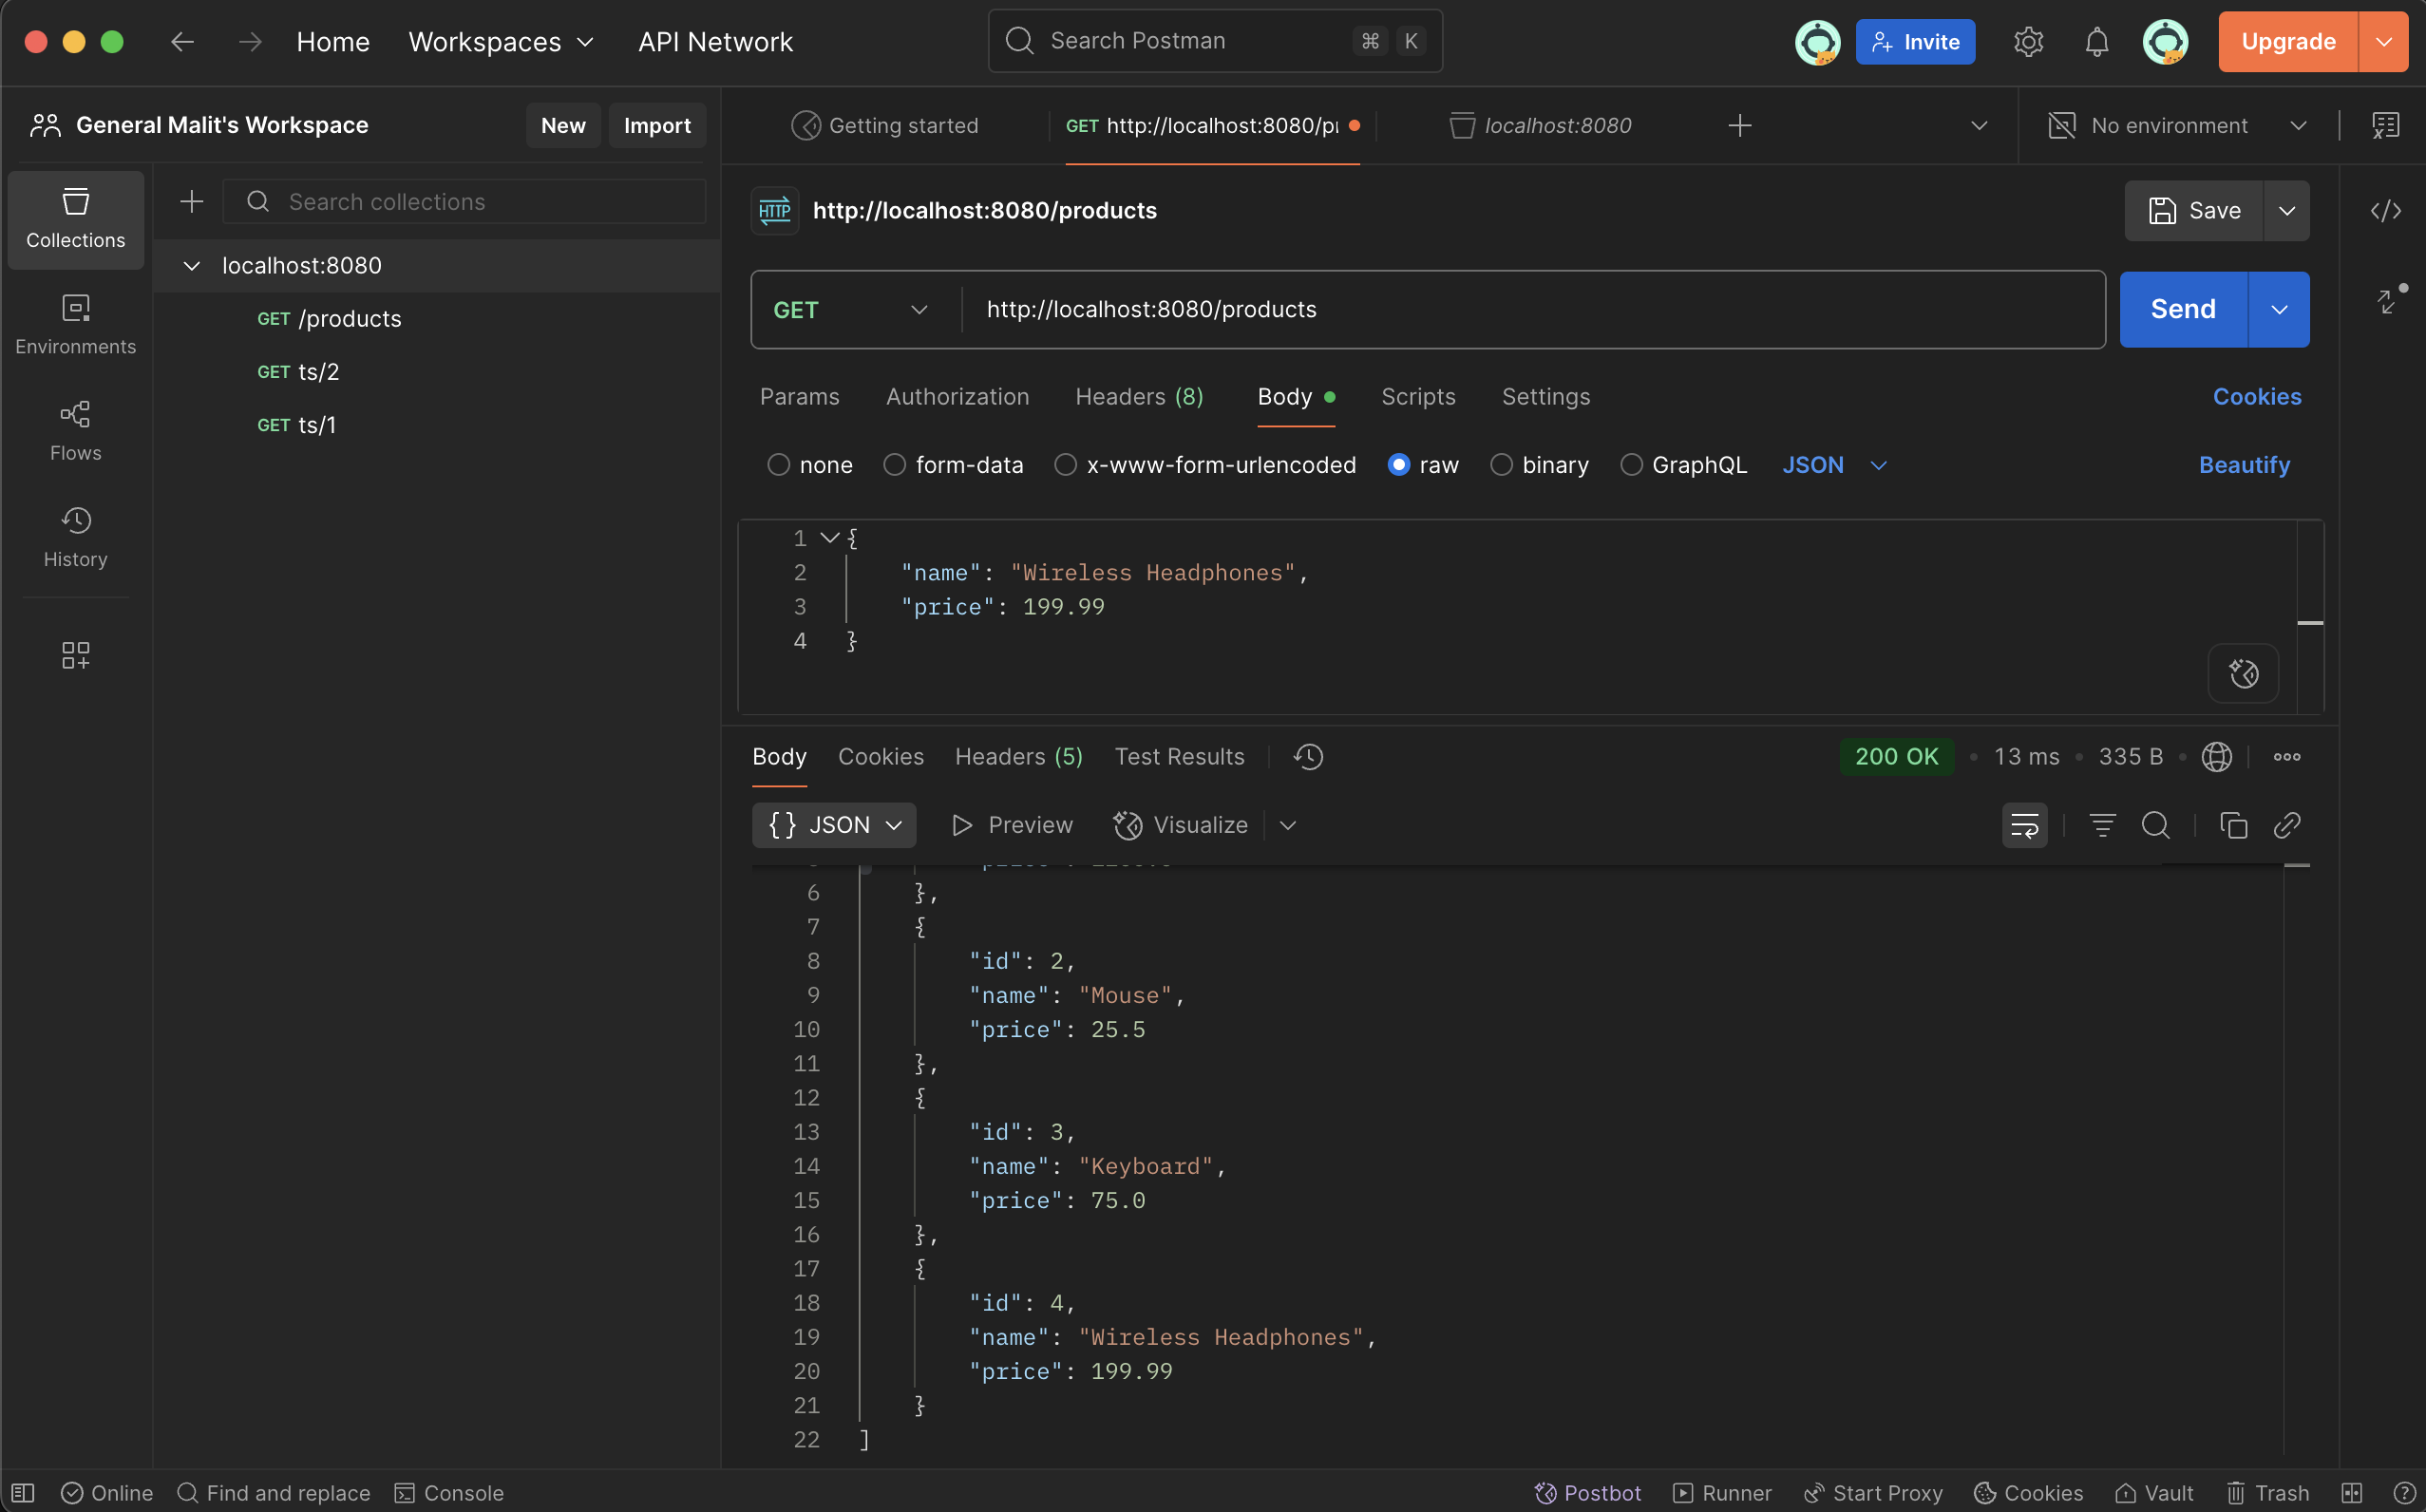 Home Workspaces API Network Search Postman ⌘ K Invite Upgrade
General Malit's Workspace New Import
Getting started GET http://localhost:8080/pr localhost:8080 No environment
Collections
Environments
Flows
History
Search collections
localhost:8080
GET /products
GET ts/2
GET ts/1
HTTP http://localhost:8080/products Save
GET http://localhost:8080/products Send
Params Authorization Headers (8) Body Scripts Settings Cookies
none form-data x-www-form-urlencoded raw binary GraphQL JSON Beautify
1 {
2 "name": "Wireless Headphones",
3 "price": 199.99
4 }
Body Cookies Headers (5) Test Results 200 OK 13 ms 335 B
{} JSON Preview Visualize
6 },
7 {
8 "id": 2,
9 "name": "Mouse",
10 "price": 25.5
11 },
12 {
13 "id": 3,
14 "name": "Keyboard",
15 "price": 75.0
16 },
17 {
18 "id": 4,
19 "name": "Wireless Headphones",
20 "price": 199.99
21 }
22 ]
Online Find and replace Console Postbot Runner Start Proxy Cookies Vault Trash